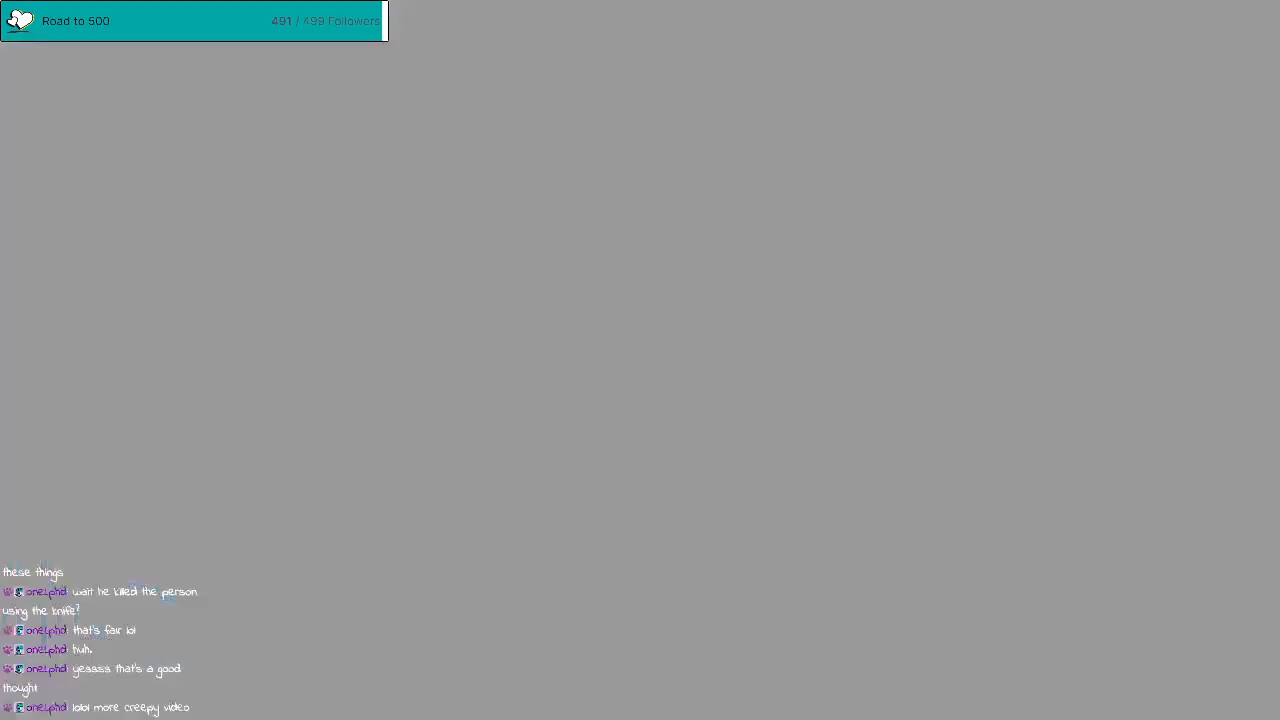 Road to 500
491 / 499 Followers
these things
onelphd wait he killed the person
using the knife?
onelphd that's fair lol
onelphd huh.
onelphd yessss that's a good
thought
onelphd lolol more creepy video